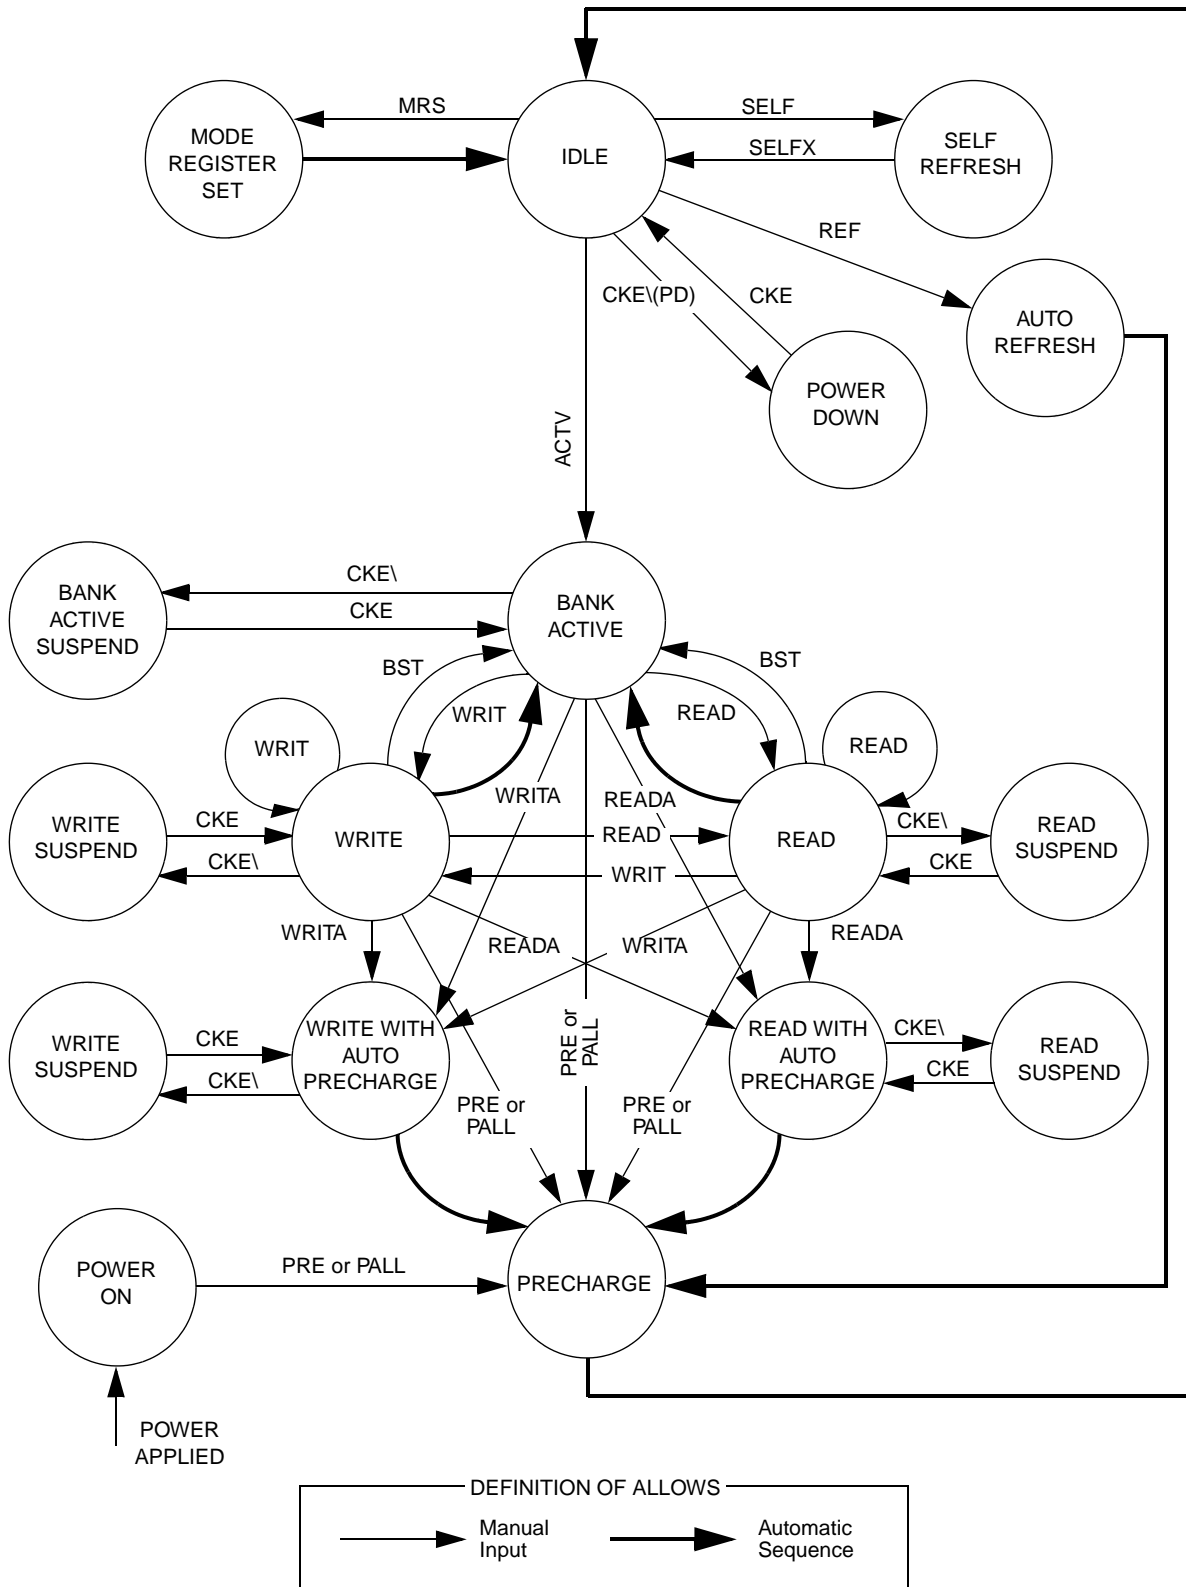 MRS
SELF
MODE
REGISTER
SET
IDLE
SELFX
SELF
REFRESH
REF
CKE\(PD)
CKE
AUTO
REFRESH
POWER
DOWN
ACTV
BANK
ACTIVE
SUSPEND
CKE\
CKE
BANK
ACTIVE
BST
BST
WRIT
READ
WRIT
READ
WRITA
READA
WRITE
SUSPEND
CKE
CKE\
WRITE
READ
WRIT
READ
CKE\
CKE
READ
SUSPEND
WRITA
READA
WRITA
READA
WRITE
SUSPEND
CKE
CKE\
WRITE WITH
AUTO
PRECHARGE
PRE or
PALL
READ WITH
AUTO
PRECHARGE
CKE\
CKE
READ
SUSPEND
PRE or
PALL
PRE or
PALL
POWER
ON
PRE or PALL
PRECHARGE
POWER
APPLIED
DEFINITION OF ALLOWS
Manual
Input
Automatic
Sequence